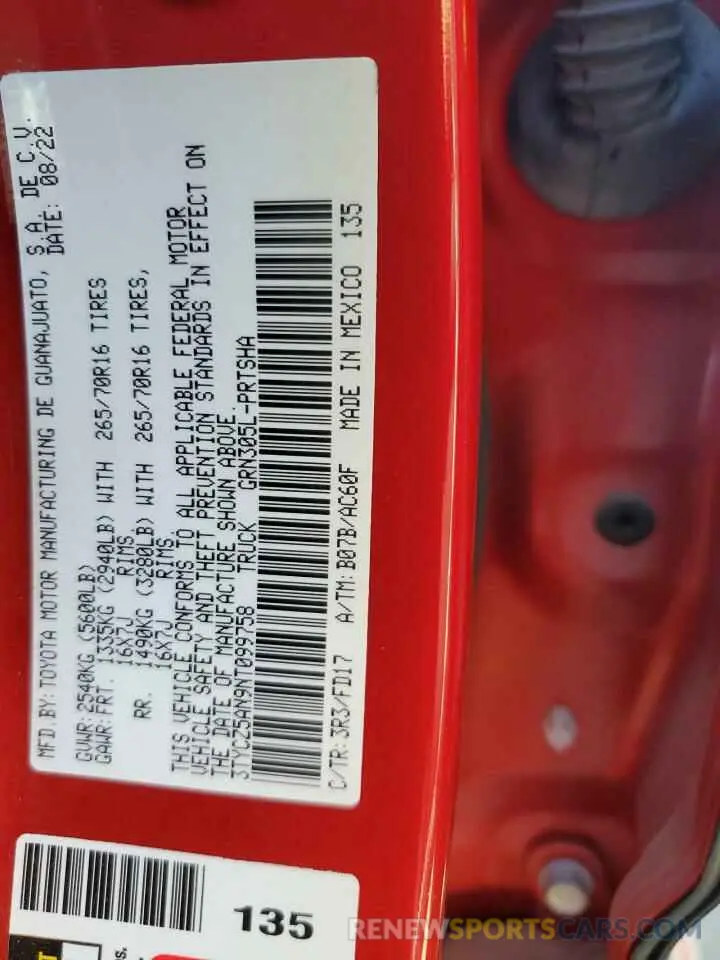 MFD.BY: TOYOTA MOTOR MANUFACTURING DE GUANAJUATO, S.A. DE C.V.
DATE: 08/22
GVWR: 2540KG (5600LB)
GAWR: FRT. 1335KG (2940LB) WITH 265/70R16 TIRES
16X7J RIMS,
RR. 1490KG (3280LB) WITH 265/70R16 TIRES,
16X7J RIMS.
THIS VEHICLE CONFORMS TO ALL APPLICABLE FEDERAL MOTOR
VEHICLE SAFETY AND THEFT PREVENTION STANDARDS IN EFFECT ON
THE DATE OF MANUFACTURE SHOWN ABOVE.
3TYCZ5AN9NT099758 TRUCK GRN305L-PRTSHA
C/TR: 3R3/FD17 A/TM: B07B/AC60F MADE IN MEXICO 135
135
RENEWSPORTSCARS.COM